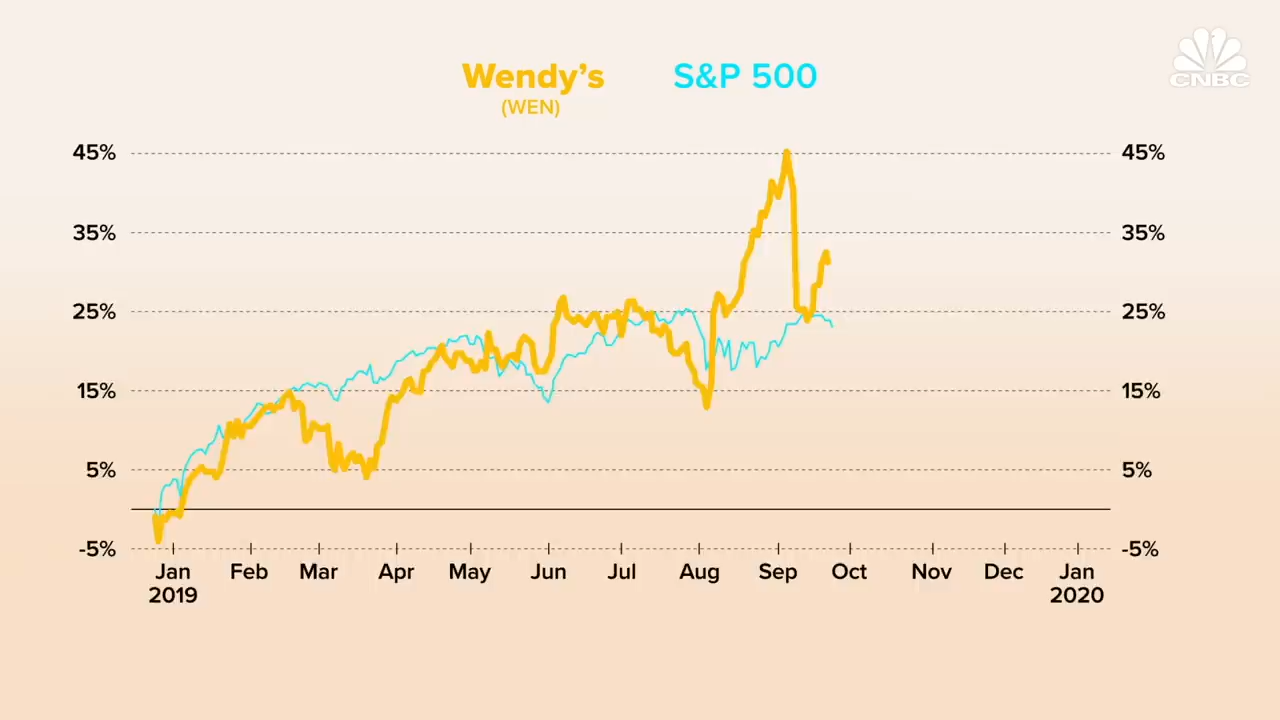 CNBC
Wendy’s S&P 500
(WEN)
45% 45%
35% 35%
25% 25%
15% 15%
5% 5%
-5% -5%
Jan Feb Mar Apr May Jun Jul Aug Sep Oct Nov Dec Jan
2019 2020